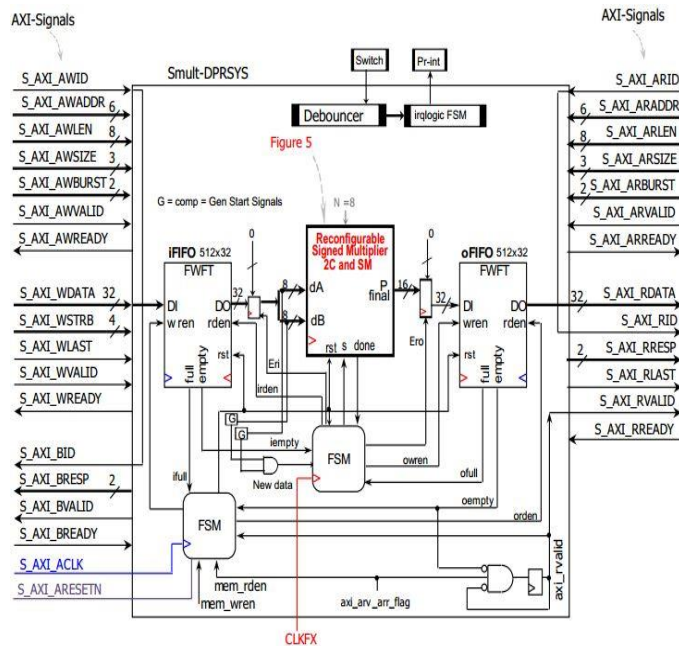 AXI-Signals
AXI-Signals
Smult-DPRSYS
Switch
Pr-int
Debouncer
irqlogic FSM
Figure 5
G = comp = Gen Start Signals
N =8
S_AXI_AWID
S_AXI_AWADDR 6
S_AXI_AWLEN 8
S_AXI_AWSIZE 3
S_AXI_AWBURST 2
S_AXI_AWVALID
S_AXI_AWREADY
S_AXI_WDATA 32
S_AXI_WSTRB 4
S_AXI_WLAST
S_AXI_WVALID
S_AXI_WREADY
S_AXI_BID
S_AXI_BRESP 2
S_AXI_BVALID
S_AXI_BREADY
S_AXI_ACLK
S_AXI_ARESETN
iFIFO 512x32
FWFT
DI
DO
wren
rden
rst
full
empty
32
0
8
8
Reconfigurable
Signed Multiplier
2C and SM
dA
dB
P
final
rst
s
done
16
0
32
oFIFO 512x32
FWFT
DI
DO
wren
rden
rst
full
empty
Eri
Ero
irden
G
G
iempty
New data
FSM
owren
ofull
oempty
orden
ifull
FSM
mem_rden
mem_wren
axi_arv_arr_flag
axi_rvalid
CLKFX
S_AXI_ARID
6 S_AXI_ARADDR
8 S_AXI_ARLEN
3 S_AXI_ARSIZE
2 S_AXI_ARBURST
S_AXI_ARVALID
S_AXI_ARREADY
32 S_AXI_RDATA
S_AXI_RID
2 S_AXI_RRESP
S_AXI_RLAST
S_AXI_RVALID
S_AXI_RREADY